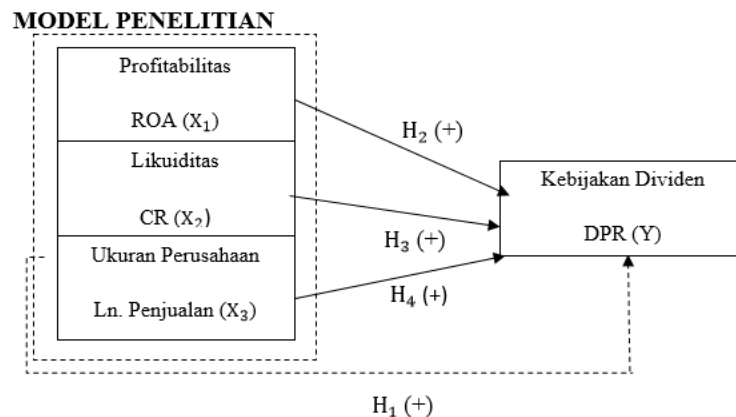 MODEL PENELITIAN
Profitabilitas
ROA (X₁)
H₂ (+)
Likuiditas
CR (X₂)
H₃ (+)
Ukuran Perusahaan
Ln. Penjualan (X₃)
H₄ (+)
Kebijakan Dividen
DPR (Y)
H₁ (+)